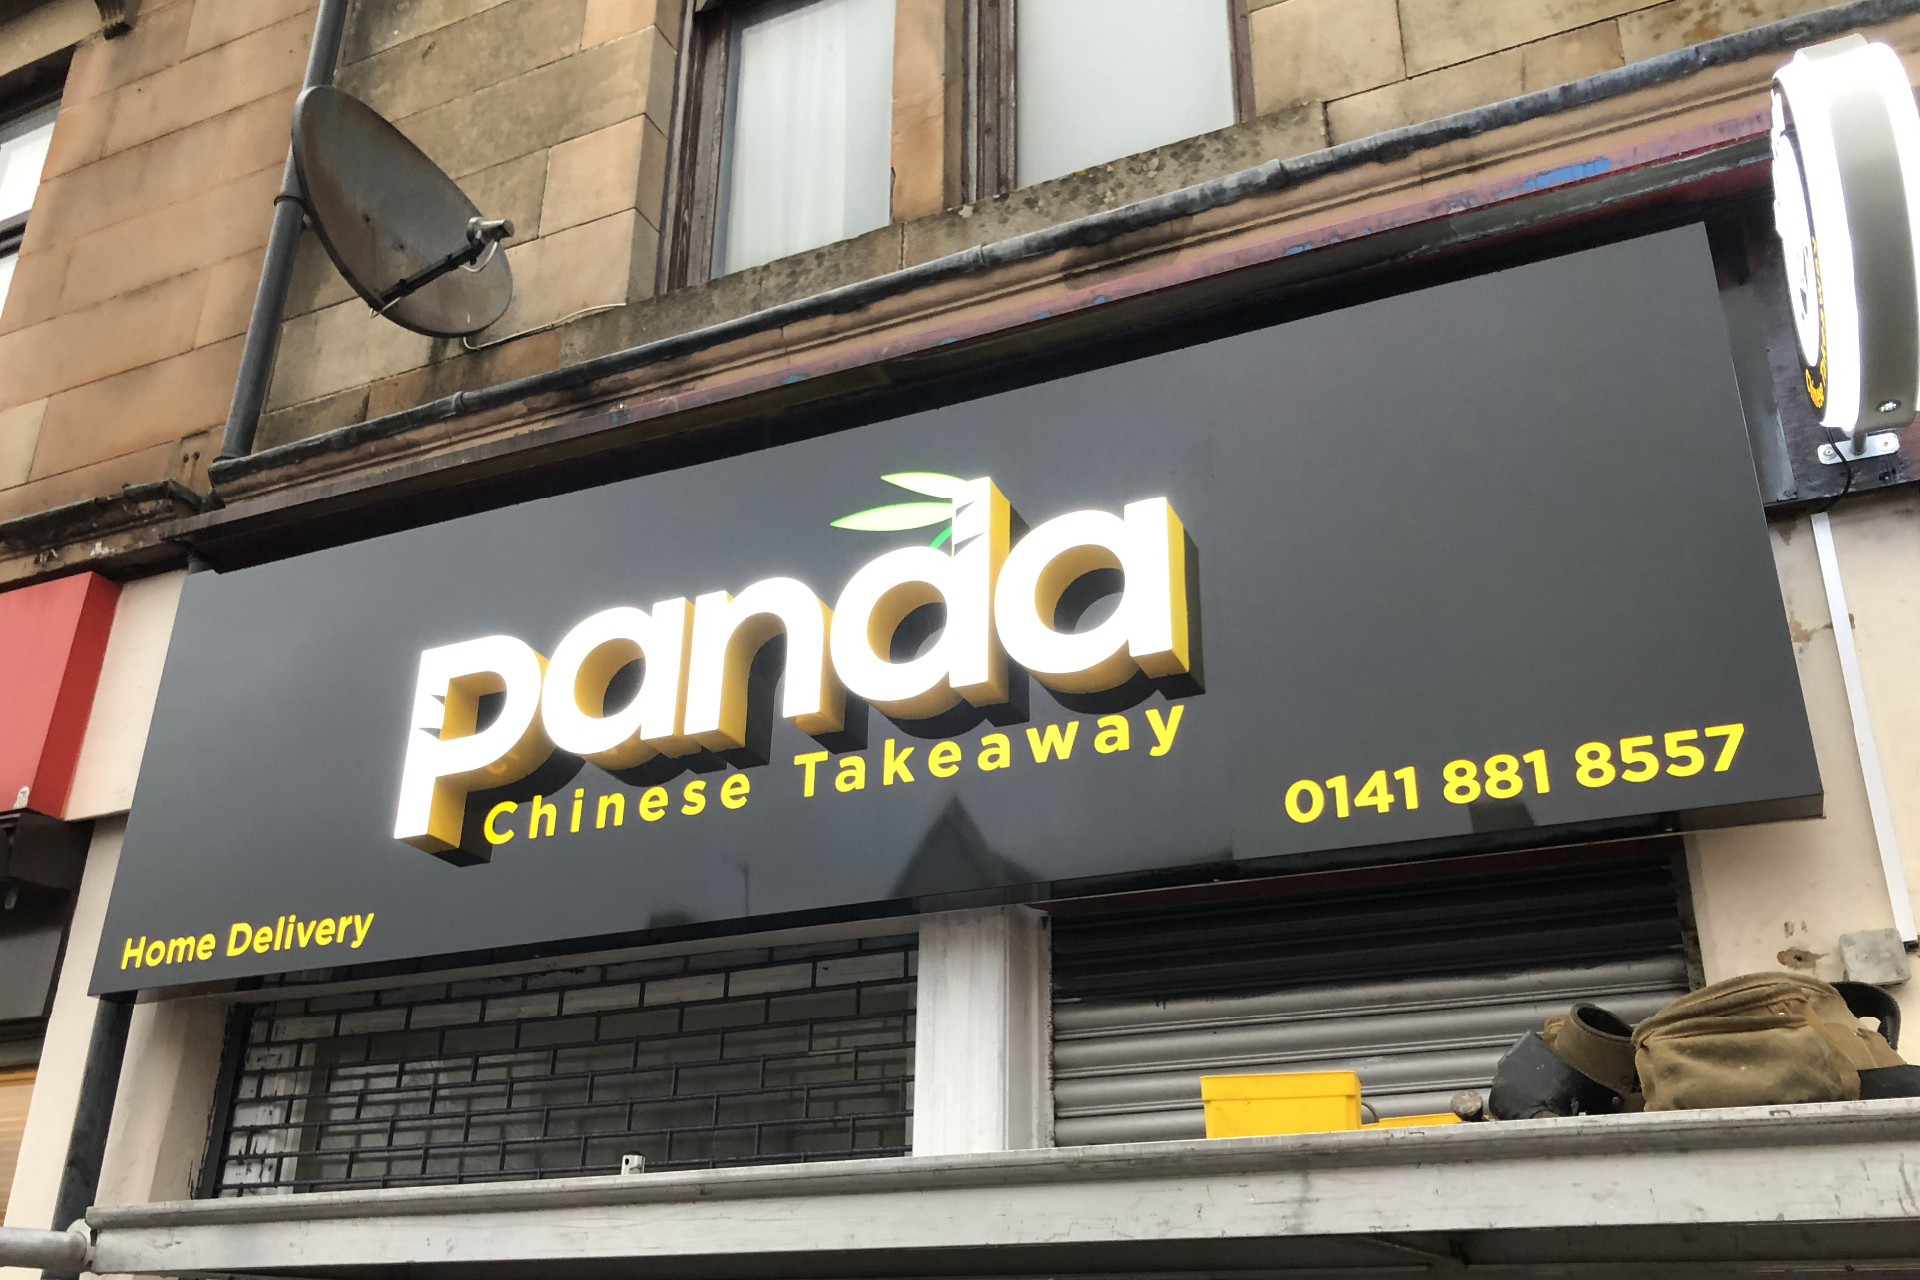 Panda
Chinese Takeaway
0141 881 8557
Home Delivery